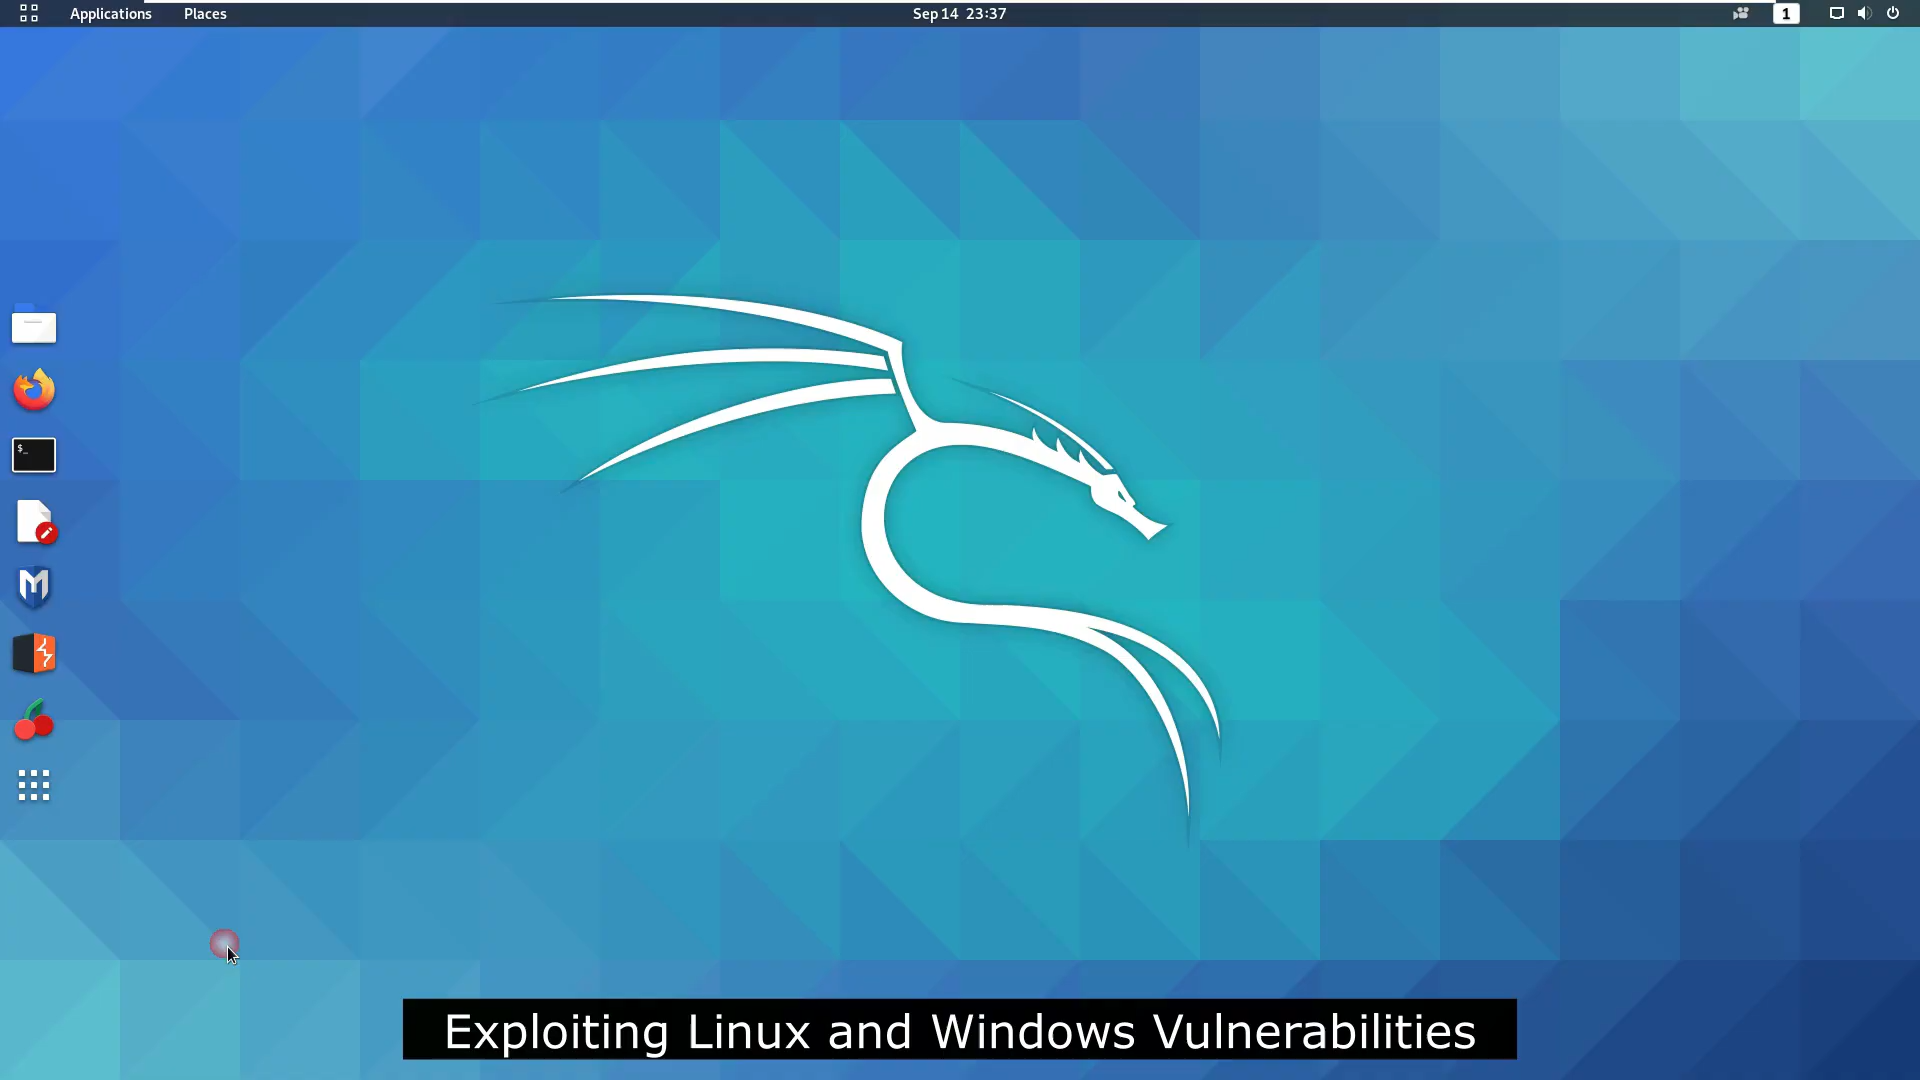 Applications Places Sep 14 23:37 1
$_
Exploiting Linux and Windows Vulnerabilities